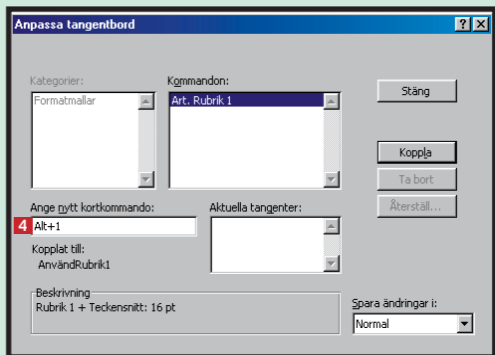 Anpassa tangentbord
Kategorier:
Kommandon:
Formatmallar
Art. Rubrik 1
Stäng
Koppla
Ta bort
Återställ...
Ange nytt kortkommando:
Aktuella tangenter:
4 Alt+1
Kopplat till:
AnvändRubrik1
Beskrivning
Rubrik 1 + Teckensnitt: 16 pt
Spara ändringar i:
Normal